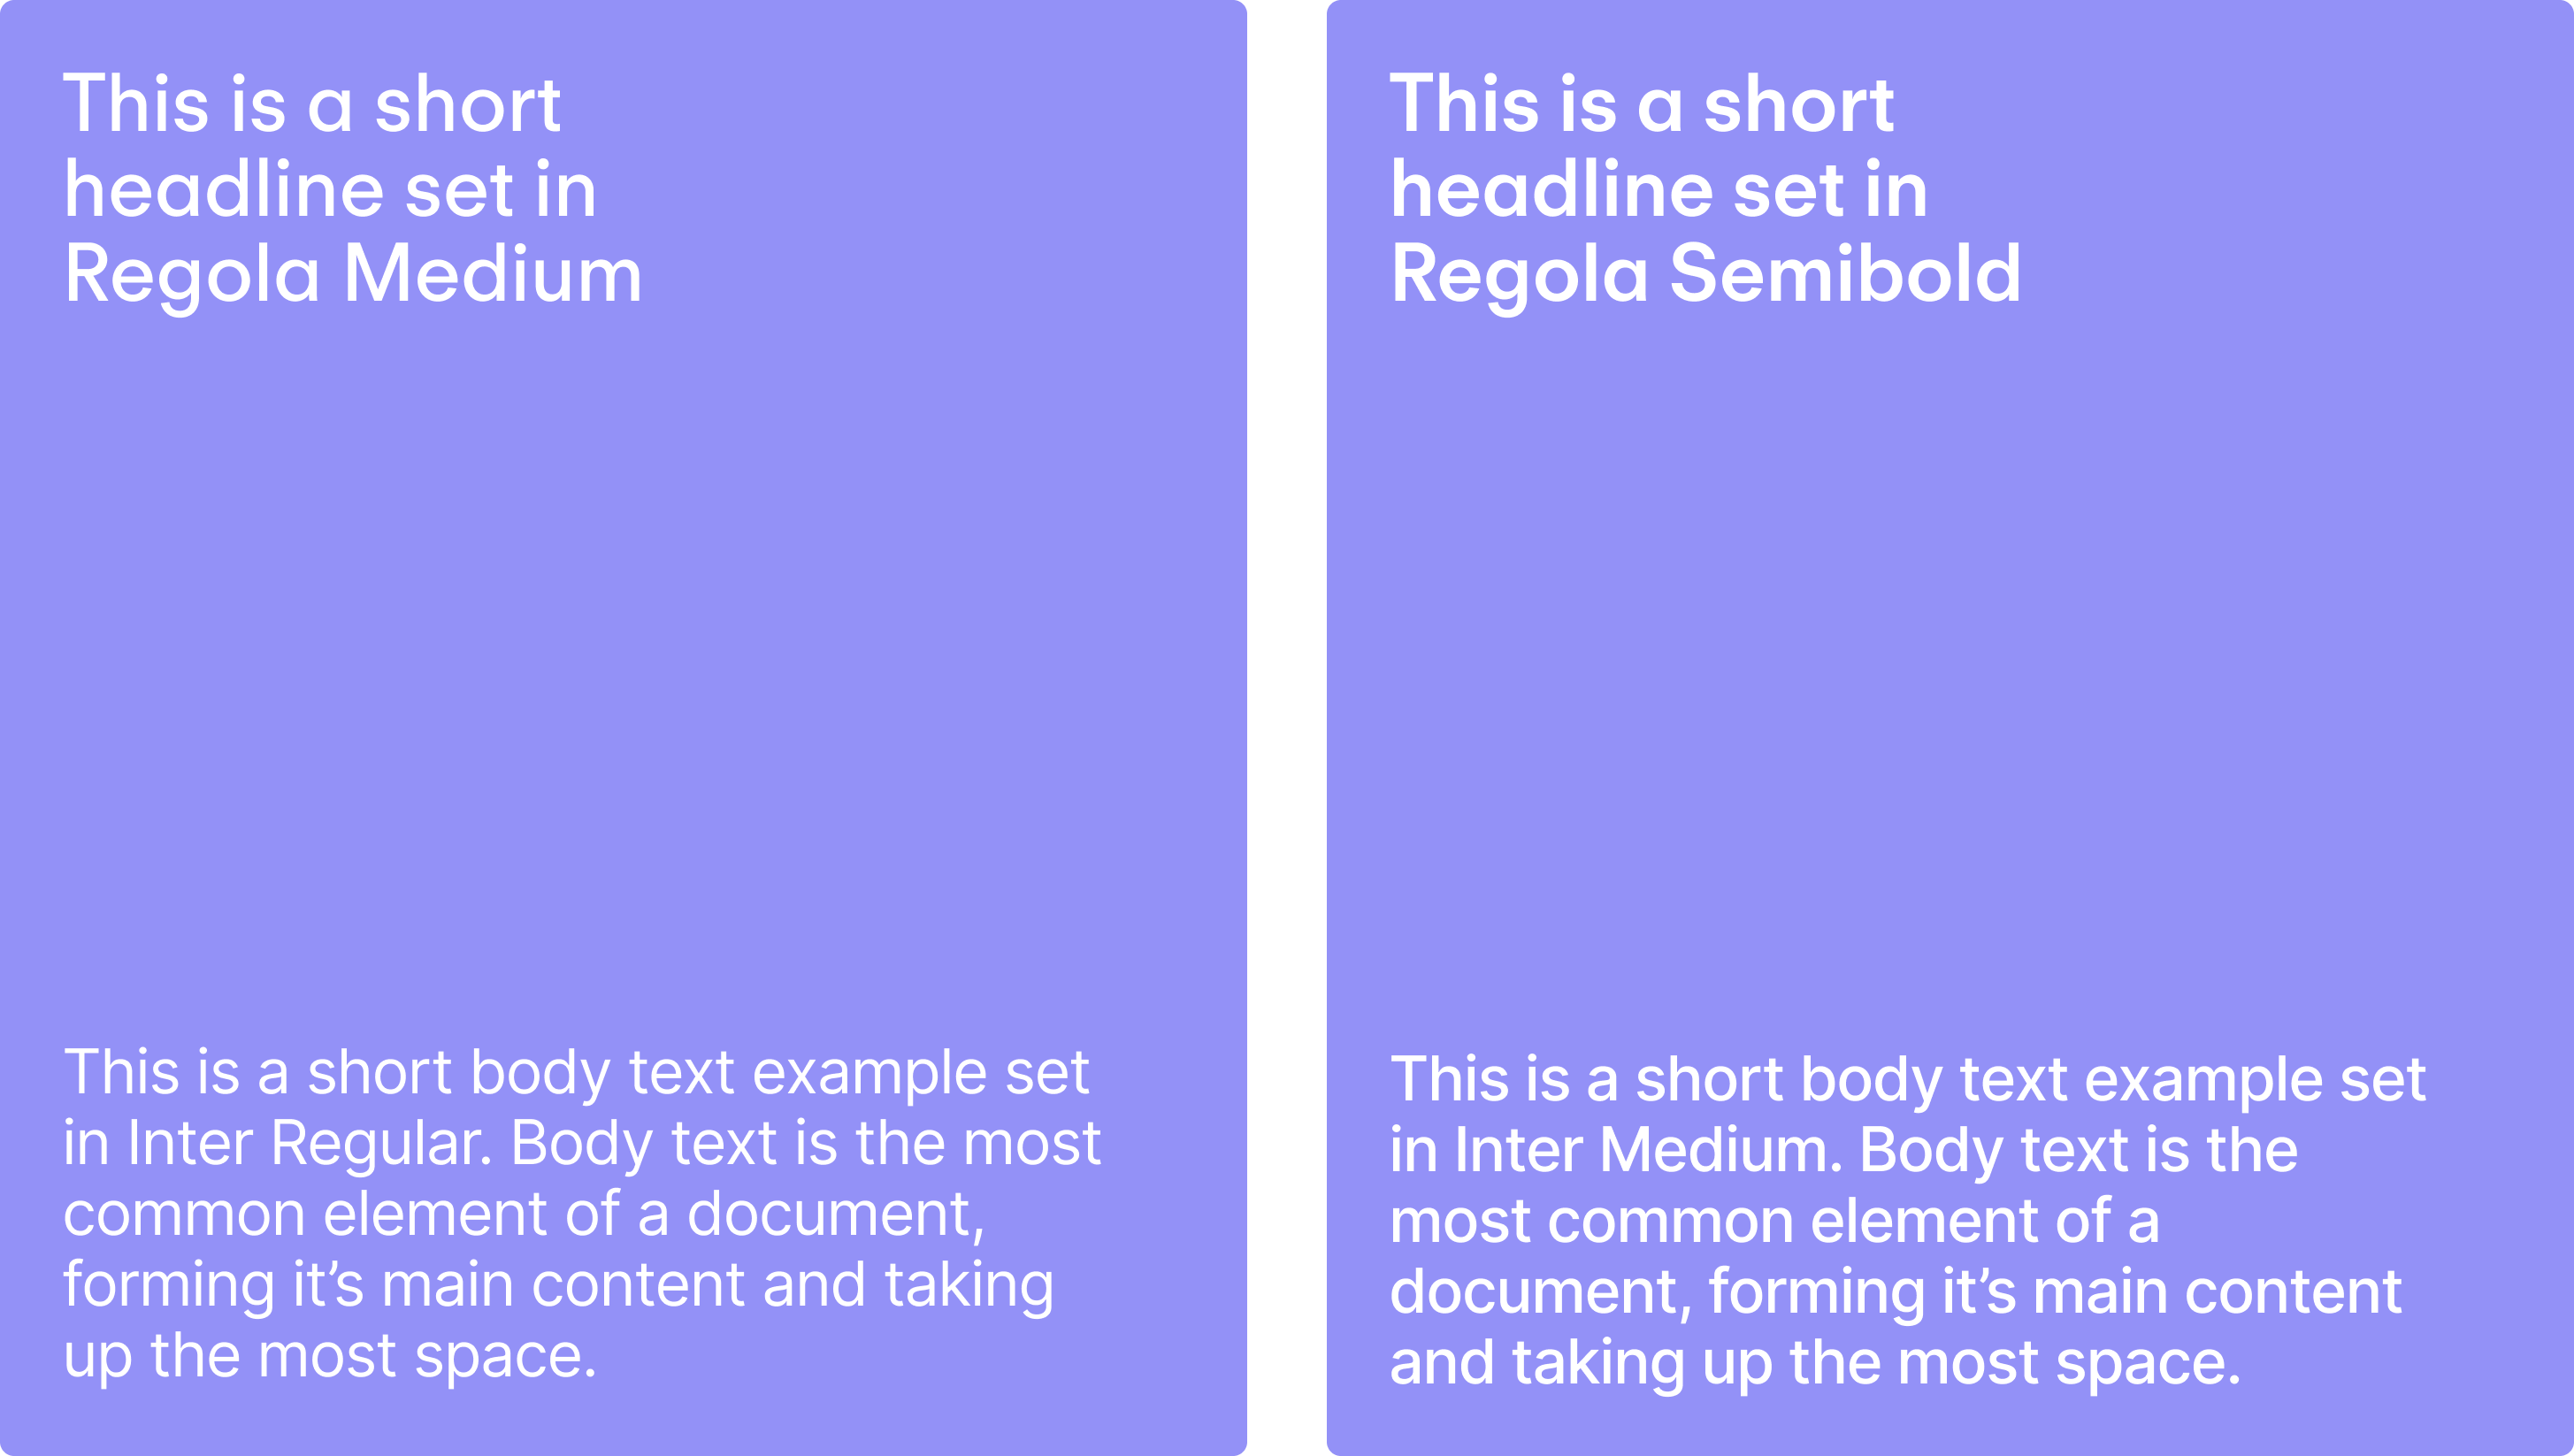 This is a short
headline set in
Regola Medium
This is a short body text example set
in Inter Regular. Body text is the most
common element of a document,
forming it’s main content and taking
up the most space.
This is a short
headline set in
Regola Semibold
This is a short body text example set
in Inter Medium. Body text is the
most common element of a
document, forming it’s main content
and taking up the most space.